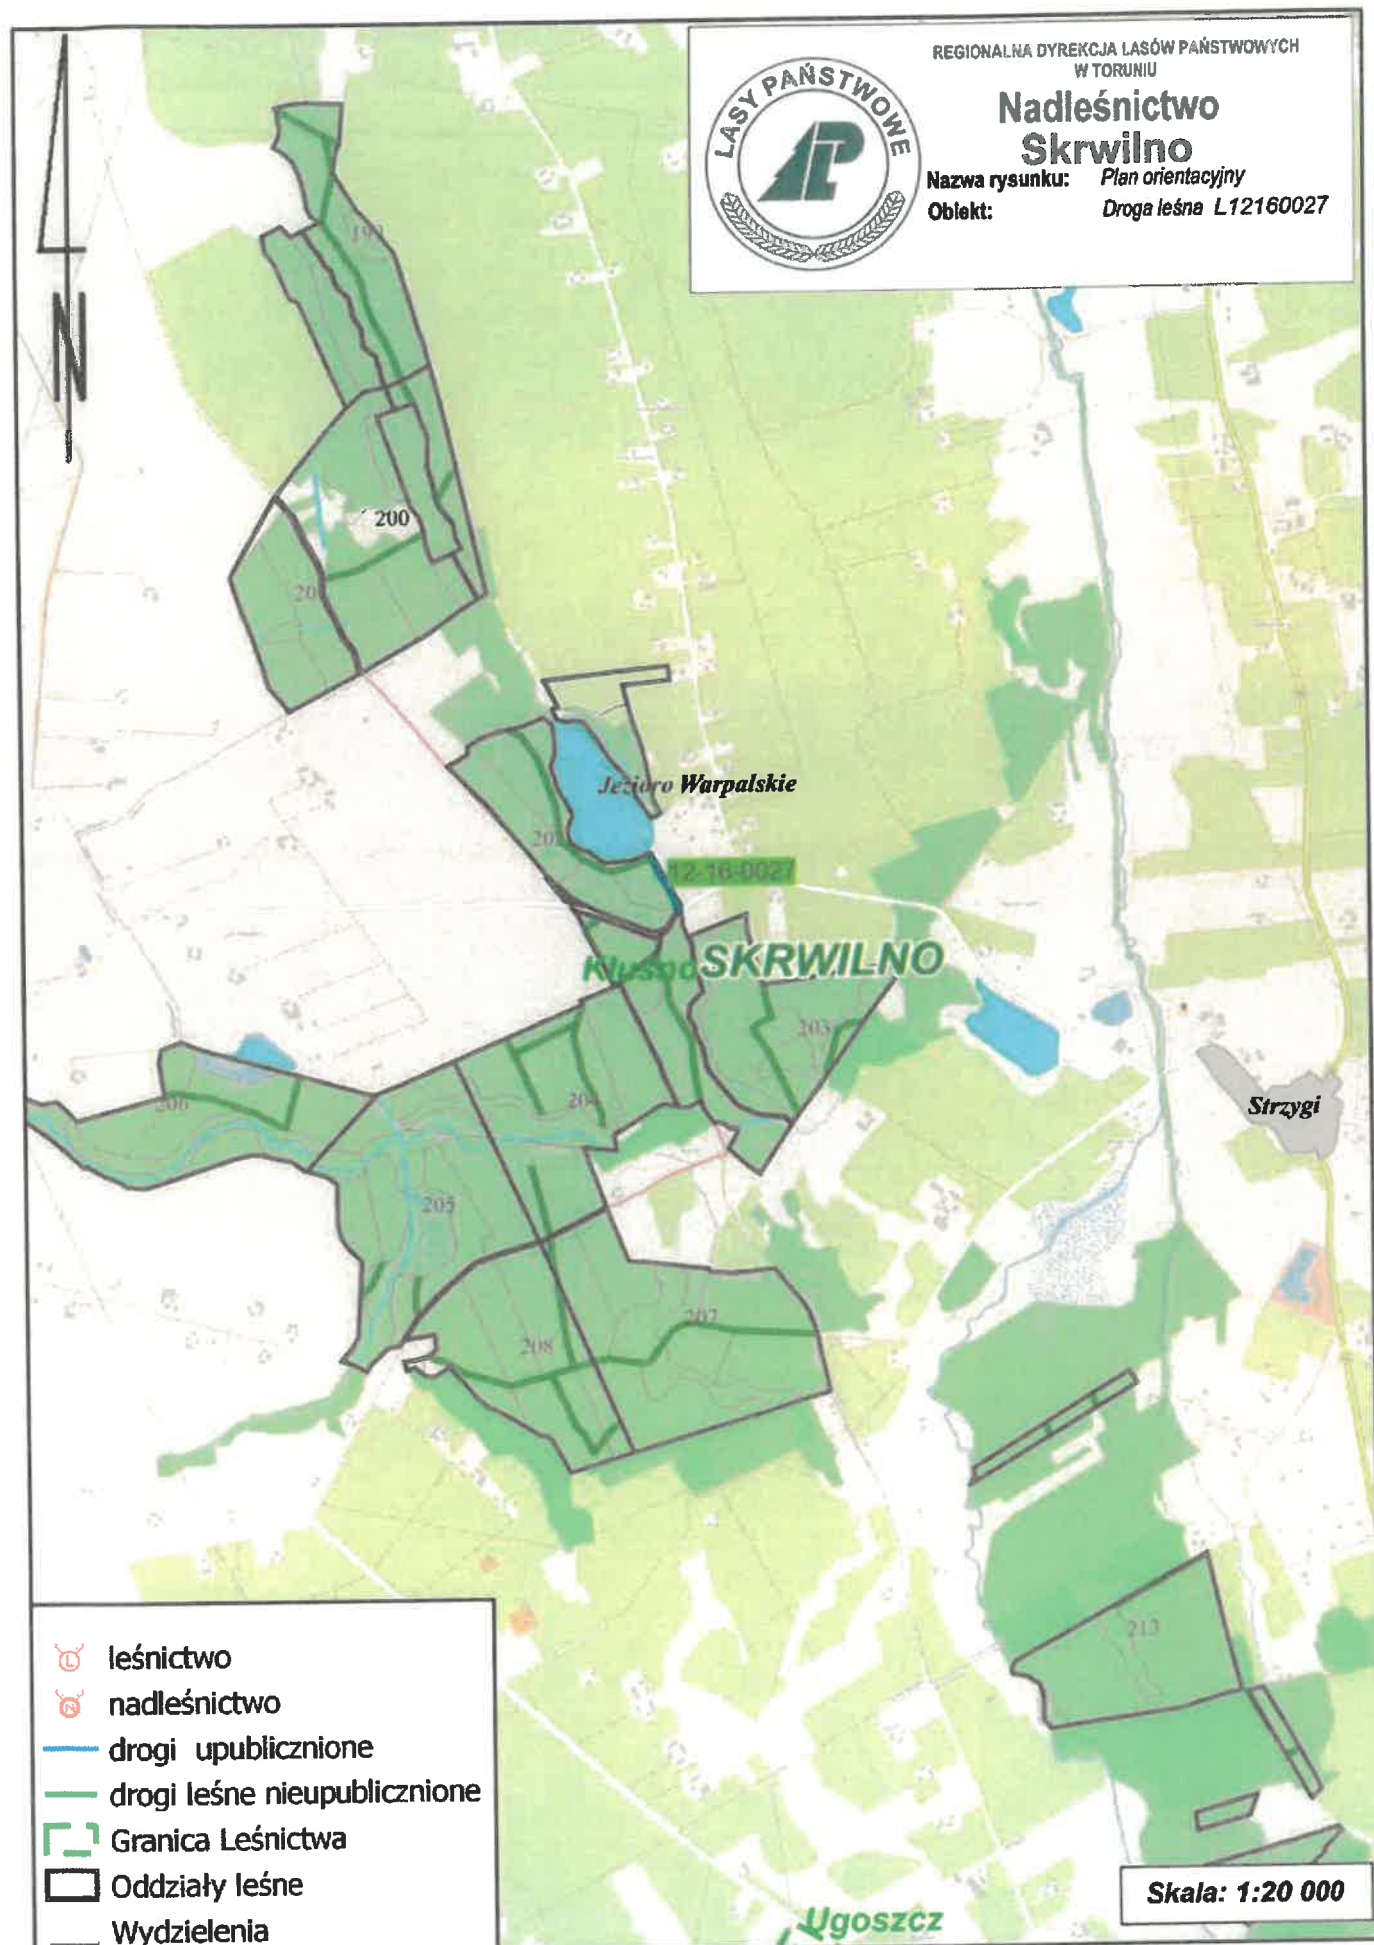 LASY PAŃSTWOWE
REGIONALNA DYREKCJA LASÓW PAŃSTWOWYCH
W TORUNIU
Nadleśnictwo
Skrwilno
Nazwa rysunku: Plan orientacyjny
Obiekt: Droga leśna L12160027
N
200
Jezioro Warpalskie
12-16-0027
Klusno SKRWILNO
203
204
206
Strzygi
205
207
208
213
leśnictwo
nadleśnictwo
drogi upublicznione
drogi leśne nieupublicznione
Granica Leśnictwa
Oddziały leśne
Wydzielenia
Skala: 1:20 000
Ugoszcz